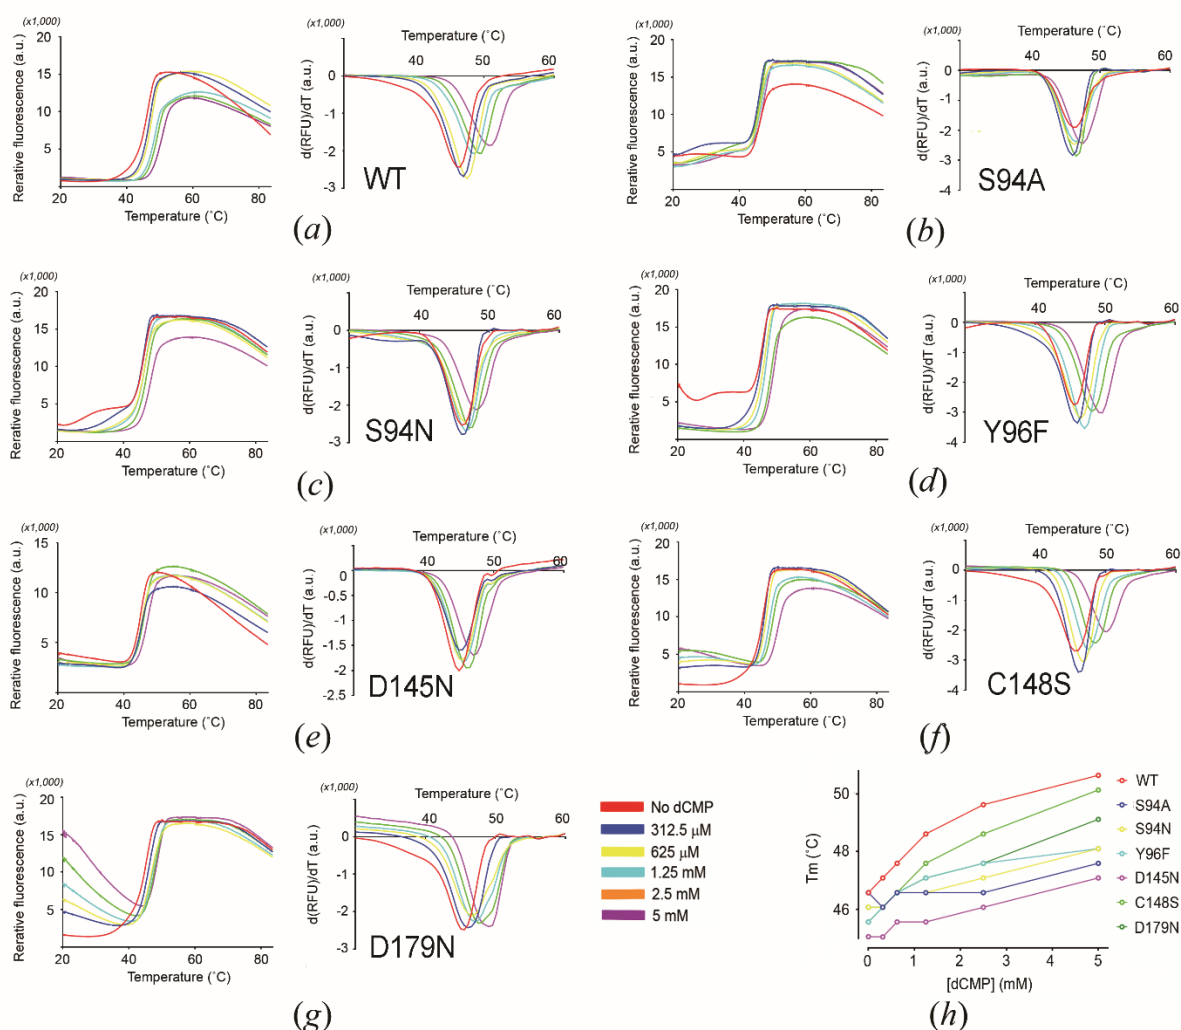 (x1,000)
Rerative fluorescence (a.u.)
20
15
10
5
20 40 60 80
Temperature (˚C)
(x1,000)
Temperature (˚C)
40 50 60
d(RFU)/dT (a.u.)
1
0
-1
-2
-3
WT
(a)
(x1,000)
Rerative fluorescence (a.u.)
20
15
10
5
20 40 60 80
Temperature (˚C)
(x1,000)
Temperature (˚C)
40 50 60
d(RFU)/dT (a.u.)
1
0
-1
-2
-3
-4
S94A
(b)
(x1,000)
Rerative fluorescence (a.u.)
20
15
10
5
20 40 60 80
Temperature (˚C)
(x1,000)
Temperature (˚C)
40 50 60
d(RFU)/dT (a.u.)
1
0
-1
-2
-3
S94N
(c)
(x1,000)
Rerative fluorescence (a.u.)
20
15
10
5
20 40 60 80
Temperature (˚C)
(x1,000)
Temperature (˚C)
40 50 60
d(RFU)/dT (a.u.)
1
0
-1
-2
-3
-4
Y96F
(d)
(x1,000)
Rerative fluorescence (a.u.)
15
10
5
20 40 60 80
Temperature (˚C)
(x1,000)
Temperature (˚C)
40 50 60
d(RFU)/dT (a.u.)
0.5
0
-0.5
-1
-1.5
-2
-2.5
D145N
(e)
(x1,000)
Rerative fluorescence (a.u.)
20
15
10
5
20 40 60 80
Temperature (˚C)
(x1,000)
Temperature (˚C)
40 50 60
d(RFU)/dT (a.u.)
1
0
-1
-2
-3
-4
C148S
(f)
(x1,000)
Rerative fluorescence (a.u.)
20
15
10
5
20 40 60 80
Temperature (˚C)
(x1,000)
Temperature (˚C)
40 50 60
d(RFU)/dT (a.u.)
1
0
-1
-2
-3
D179N
(g)
No dCMP
312.5 μM
625 μM
1.25 mM
2.5 mM
5 mM
Tm (˚C)
50
48
46
0 1 2 3 4 5
[dCMP] (mM)
WT
S94A
S94N
Y96F
D145N
C148S
D179N
(h)